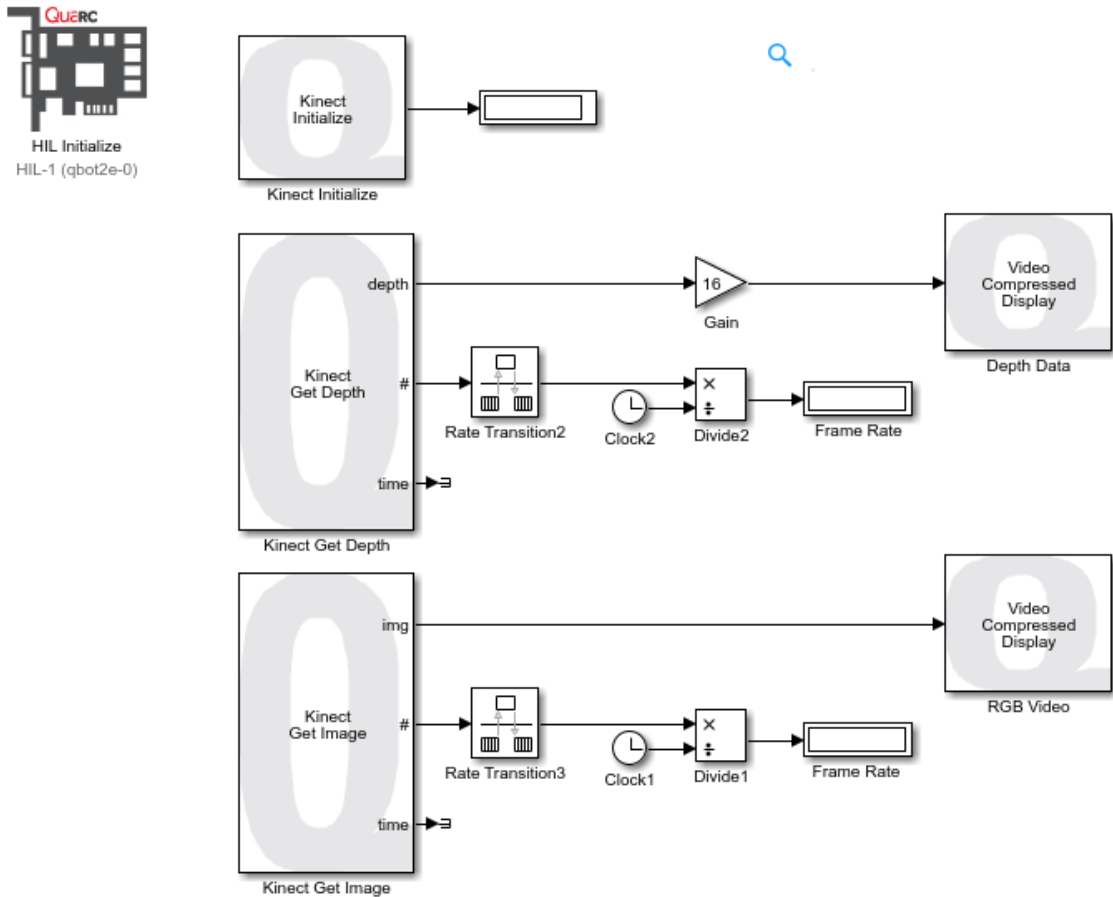 QUARC
HIL Initialize
HIL-1 (qbot2e-0)
Kinect
Initialize
Kinect Initialize
depth
Kinect
Get Depth
#
time
Kinect Get Depth
16
Gain
Video
Compressed
Display
Depth Data
Rate Transition2
Clock2
×
÷
Divide2
Frame Rate
img
Kinect
Get Image
#
time
Kinect Get Image
Video
Compressed
Display
RGB Video
Rate Transition3
Clock1
×
÷
Divide1
Frame Rate